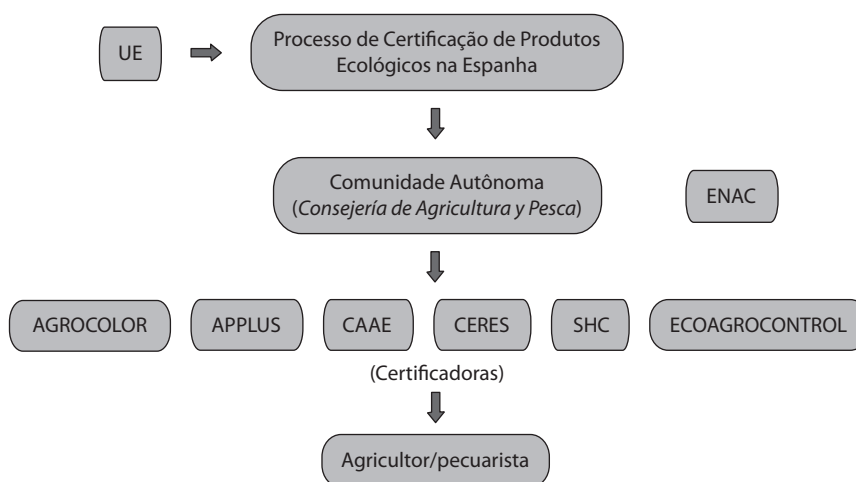 UE
Processo de Certificação de Produtos
Ecológicos na Espanha
Comunidade Autônoma
(Consejería de Agricultura y Pesca)
ENAC
AGROCOLOR
APPLUS
CAAE
CERES
SHC
ECOAGROCONTROL
(Certificadoras)
Agricultor/pecuarista